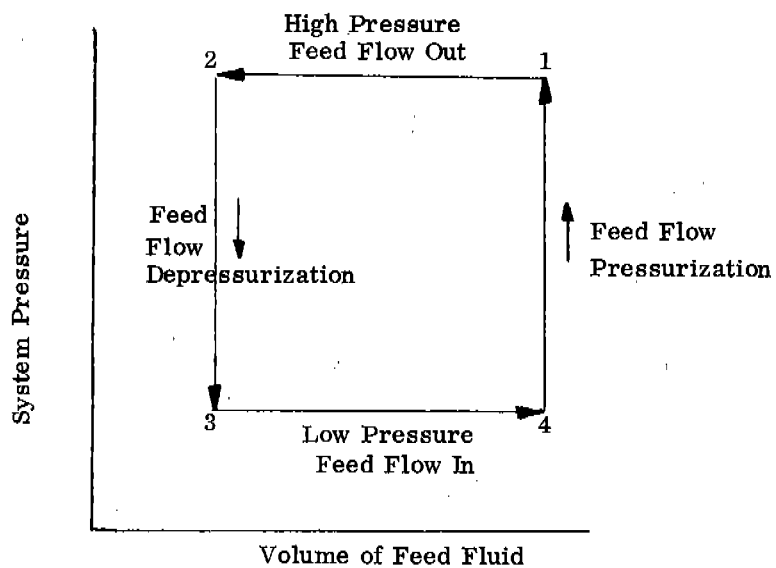 High Pressure
Feed Flow Out
2
1
Feed
Flow
Depressurization
Feed Flow
Pressurization
System Pressure
3
4
Low Pressure
Feed Flow In
Volume of Feed Fluid